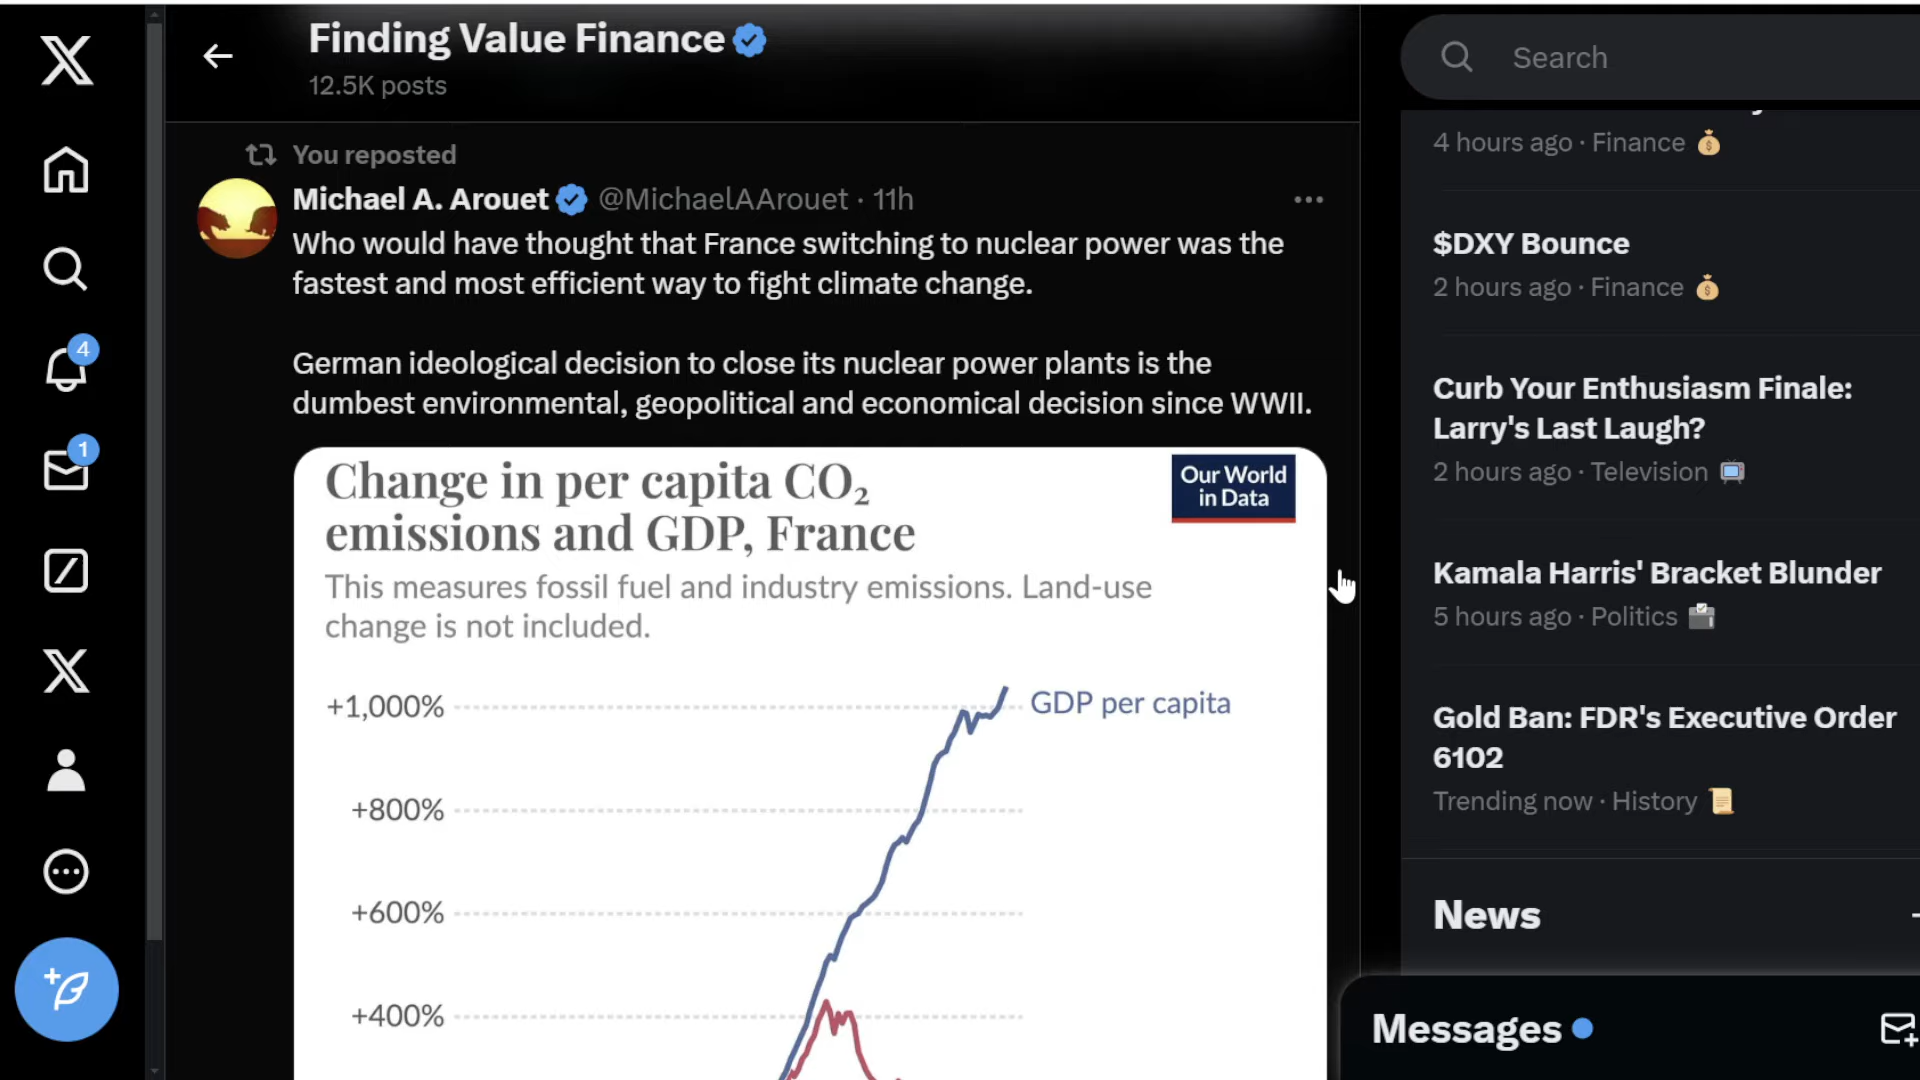 Finding Value Finance
12.5K posts
You reposted
Michael A. Arouet @MichaelAArouet · 11h
Who would have thought that France switching to nuclear power was the
fastest and most efficient way to fight climate change.
German ideological decision to close its nuclear power plants is the
dumbest environmental, geopolitical and economical decision since WWII.
Change in per capita CO₂
emissions and GDP, France
Our World
in Data
This measures fossil fuel and industry emissions. Land-use
change is not included.
+1,000%
GDP per capita
+800%
+600%
+400%
4
1
Search
4 hours ago · Finance
$DXY Bounce
2 hours ago · Finance
Curb Your Enthusiasm Finale:
Larry's Last Laugh?
2 hours ago · Television
Kamala Harris' Bracket Blunder
5 hours ago · Politics
Gold Ban: FDR's Executive Order
6102
Trending now · History
News
Messages